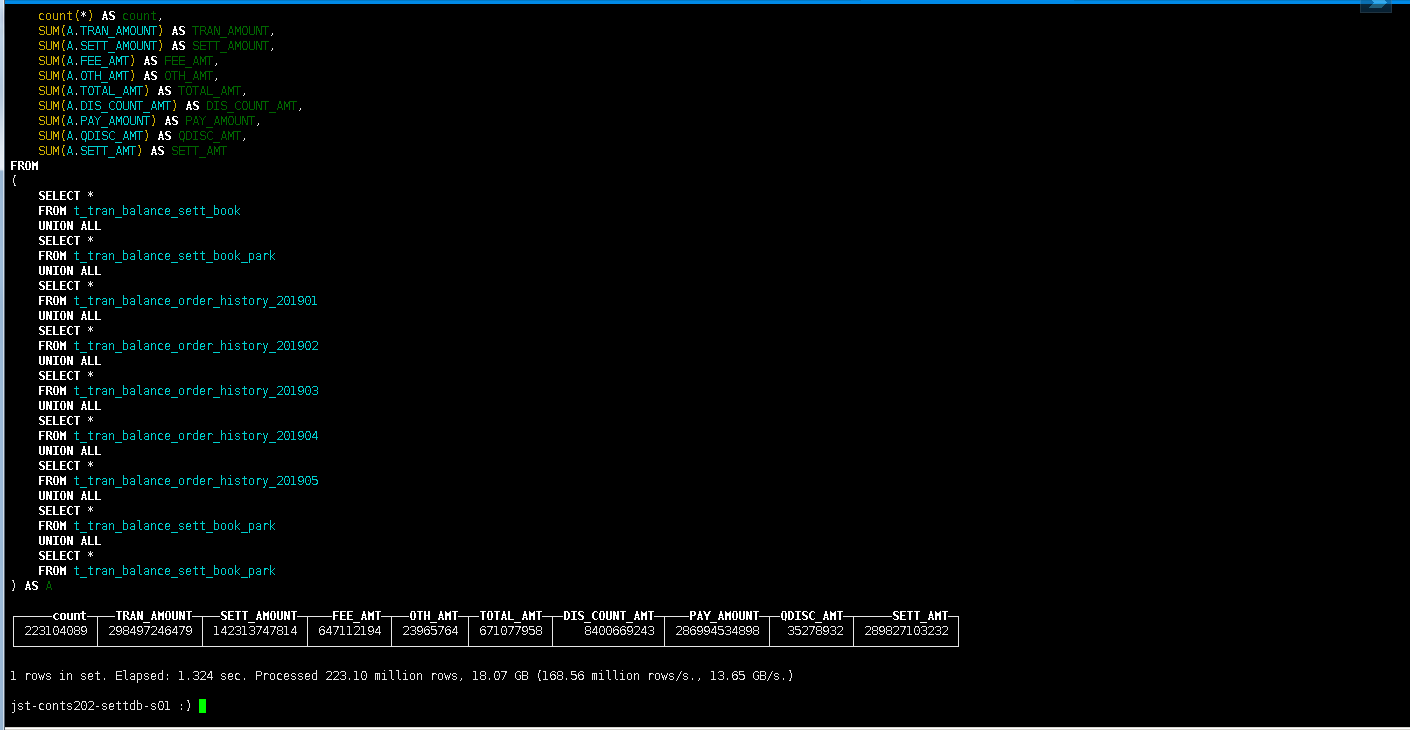 count(*) AS count,
SUM(A.TRAN_AMOUNT) AS TRAN_AMOUNT,
SUM(A.SETT_AMOUNT) AS SETT_AMOUNT,
SUM(A.FEE_AMT) AS FEE_AMT,
SUM(A.OTH_AMT) AS OTH_AMT,
SUM(A.TOTAL_AMT) AS TOTAL_AMT,
SUM(A.DIS_COUNT_AMT) AS DIS_COUNT_AMT,
SUM(A.PAY_AMOUNT) AS PAY_AMOUNT,
SUM(A.QDISC_AMT) AS QDISC_AMT,
SUM(A.SETT_AMT) AS SETT_AMT
FROM
(
SELECT *
FROM t_tran_balance_sett_book
UNION ALL
SELECT *
FROM t_tran_balance_sett_book_park
UNION ALL
SELECT *
FROM t_tran_balance_order_history_201901
UNION ALL
SELECT *
FROM t_tran_balance_order_history_201902
UNION ALL
SELECT *
FROM t_tran_balance_order_history_201903
UNION ALL
SELECT *
FROM t_tran_balance_order_history_201904
UNION ALL
SELECT *
FROM t_tran_balance_order_history_201905
UNION ALL
SELECT *
FROM t_tran_balance_sett_book_park
UNION ALL
SELECT *
FROM t_tran_balance_sett_book_park
) AS A
count TRAN_AMOUNT SETT_AMOUNT FEE_AMT OTH_AMT TOTAL_AMT DIS_COUNT_AMT PAY_AMOUNT QDISC_AMT SETT_AMT
223104089 298497246479 142313747814 647112194 23965764 671077958 8400669243 286994534898 35278932 289827103232
1 rows in set. Elapsed: 1.324 sec. Processed 223.10 million rows, 18.07 GB (168.56 million rows/s., 13.65 GB/s.)
jst-conts202-settdb-s01 :)